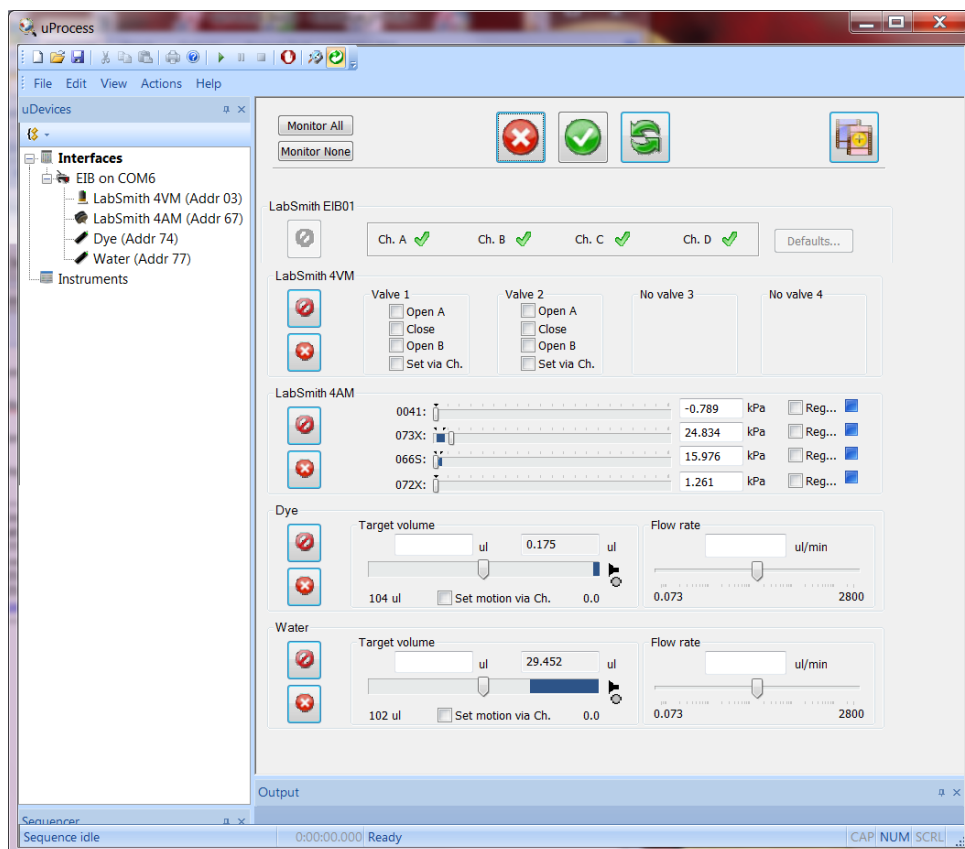 uProcess
File Edit View Actions Help
uDevices
Interfaces
EIB on COM6
LabSmith 4VM (Addr 03)
LabSmith 4AM (Addr 67)
Dye (Addr 74)
Water (Addr 77)
Instruments
Monitor All
Monitor None
LabSmith EIB01
Ch. A Ch. B Ch. C Ch. D Defaults...
LabSmith 4VM
Valve 1 Valve 2 No valve 3 No valve 4
Open A Open A
Close Close
Open B Open B
Set via Ch. Set via Ch.
LabSmith 4AM
0041: -0.789 kPa Reg...
073X: 24.834 kPa Reg...
066S: 15.976 kPa Reg...
072X: 1.261 kPa Reg...
Dye
Target volume Flow rate
ul 0.175 ul ul/min
104 ul Set motion via Ch. 0.0 0.073 2800
Water
Target volume Flow rate
ul 29.452 ul ul/min
102 ul Set motion via Ch. 0.0 0.073 2800
Output
Sequencer
Sequence idle 0:00:00.000 Ready CAP NUM SCRL